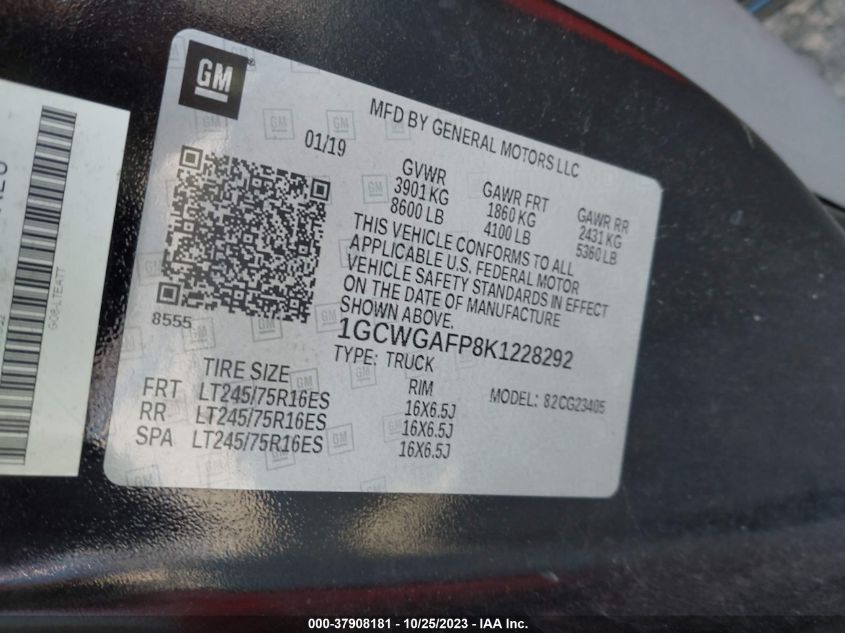 GM
MFD BY GENERAL MOTORS LLC
01/19
GVWR
3901 KG
8600 LB
GAWR FRT
1860 KG
4100 LB
GAWR RR
2431 KG
5360 LB
THIS VEHICLE CONFORMS TO ALL
APPLICABLE U.S. FEDERAL MOTOR
VEHICLE SAFETY STANDARDS IN EFFECT
ON THE DATE OF MANUFACTURE
SHOWN ABOVE.
8555
1GCWGAFP8K1228292
TYPE: TRUCK
MODEL: 82CG23405
TIRE SIZE RIM
FRT LT245/75R16ES 16X6.5J
RR LT245/75R16ES 16X6.5J
SPA LT245/75R16ES 16X6.5J
000-37908181 - 10/25/2023 - IAA Inc.